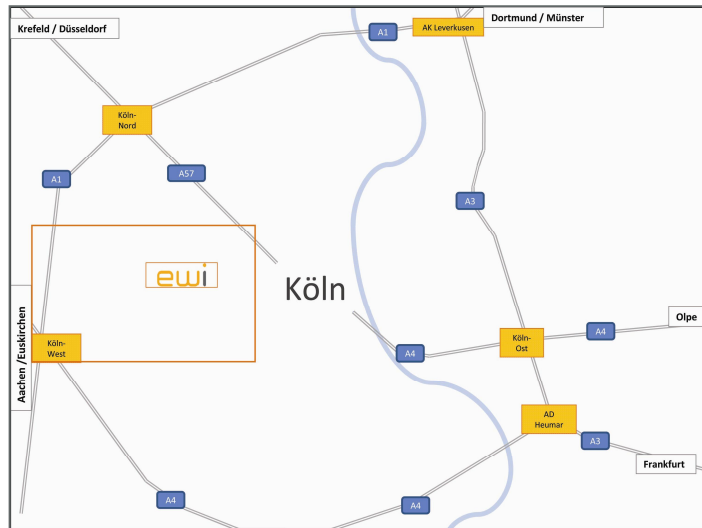 Krefeld / Düsseldorf
Dortmund / Münster
A1
AK Leverkusen
Köln-
Nord
A1
A57
A3
ewi
Köln
Aachen /Euskirchen
Köln-
West
A4
Köln-
Ost
A4
Olpe
AD
Heumar
A3
Frankfurt
A4
A4